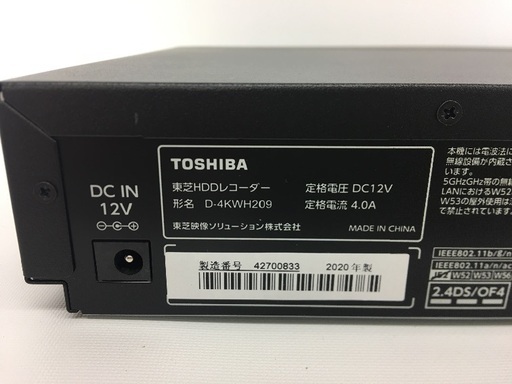 TOSHIBA
東芝HDDレコーダー 定格電圧 DC12V
形名 D-4KWH209 定格電流 4.0A
東芝映像ソリューション株式会社 MADE IN CHINA
DC IN
12V
製造番号 42700833 2020年製
本機には電波法に
無線設備が内蔵さ
5GHzGHz帯の無線
LANにおけるW52
W53の屋外使用は
で禁止されています
IEEE802.11b/g/n
IEEE802.11a/n/ac
W52 W53 W56
2.4DS/OF4